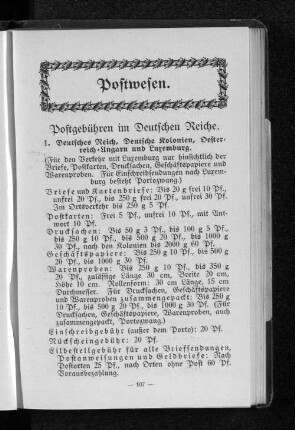 Postwesen.
Postgebühren im Deutschen Reiche.
1. Deutsches Reich, Deutsche Kolonien, Oester-
reich-Ungarn und Luxemburg.
(Für den Verkehr mit Luxemburg nur hinsichtlich der
Briefe, Postkarten, Drucksachen, Geschäftspapiere und
Warenproben. Für Einschreibsendungen nach Luxem-
burg besteht Portozwang.)
Briefe und Kartenbriefe: Bis 20 g frei 10 Pf.,
unfrei 20 Pf., bis 250 g frei 20 Pf., unfrei 30 Pf.
Im Ortsverkehr bis 250 g 5 Pf.
Postkarten: Frei 5 Pf., unfrei 10 Pf., mit Ant-
wort 10 Pf.
Drucksachen: Bis 50 g 3 Pf., bis 100 g 5 Pf.,
bis 250 g 10 Pf., bis 500 g 20 Pf., bis 1000 g
30 Pf., nach den Kolonien bis 2000 g 60 Pf.
Geschäftspapiere: Bis 250 g 10 Pf., bis 500 g
20 Pf., bis 1000 g 30 Pf.
Warenproben: Bis 250 g 10 Pf., bis 350 g
20 Pf., zulässige Länge 30 cm, Breite 20 cm,
Höhe 10 cm. Rollenform: 30 cm Länge, 15 cm
Durchmesser. Für Drucksachen, Geschäftspapiere
und Warenproben zusammengepackt: Bis 250 g
10 Pf., bis 500 g 20 Pf., bis 1000 g 30 Pf. (Für
Drucksachen, Geschäftspapiere, Warenproben, auch
zusammengepackt, Portozwang.)
Einschreibgebühr (außer dem Porto): 20 Pf.
Rückscheingebühr: 20 Pf.
Eilbestellgebühr für alle Briefsendungen,
Postanweisungen und Geldbriefe: Nach
Postorten 25 Pf., nach Orten ohne Post 60 Pf.
Vorausbezahlung.
— 107 —